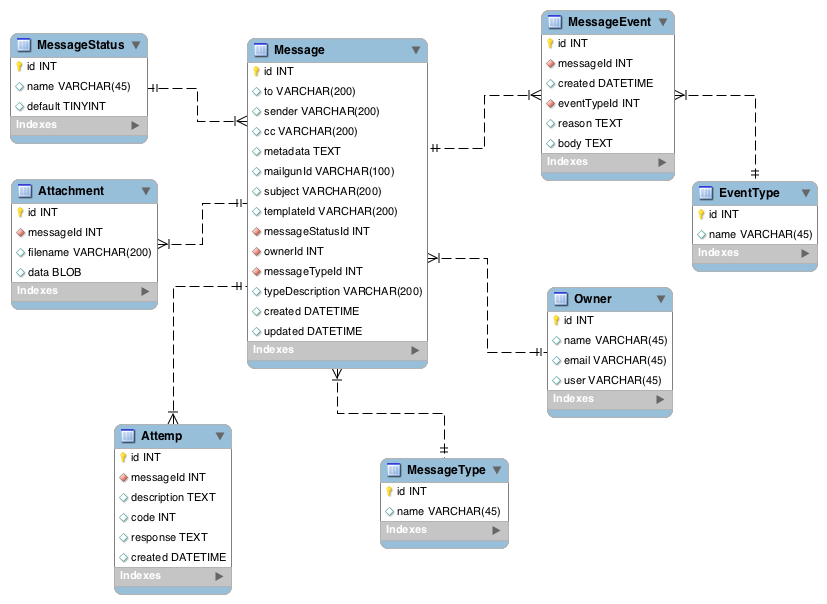 MessageStatus
id INT
name VARCHAR(45)
default TINYINT
Indexes
Message
id INT
to VARCHAR(200)
sender VARCHAR(200)
cc VARCHAR(200)
metadata TEXT
mailgunId VARCHAR(100)
subject VARCHAR(200)
templateId VARCHAR(200)
messageStatusId INT
ownerId INT
messageTypeId INT
typeDescription VARCHAR(200)
created DATETIME
updated DATETIME
Indexes
MessageEvent
id INT
messageId INT
created DATETIME
eventTypeId INT
reason TEXT
body TEXT
Indexes
Attachment
id INT
messageId INT
filename VARCHAR(200)
data BLOB
Indexes
EventType
id INT
name VARCHAR(45)
Indexes
Owner
id INT
name VARCHAR(45)
email VARCHAR(45)
user VARCHAR(45)
Indexes
Attemp
id INT
messageId INT
description TEXT
code INT
response TEXT
created DATETIME
Indexes
MessageType
id INT
name VARCHAR(45)
Indexes